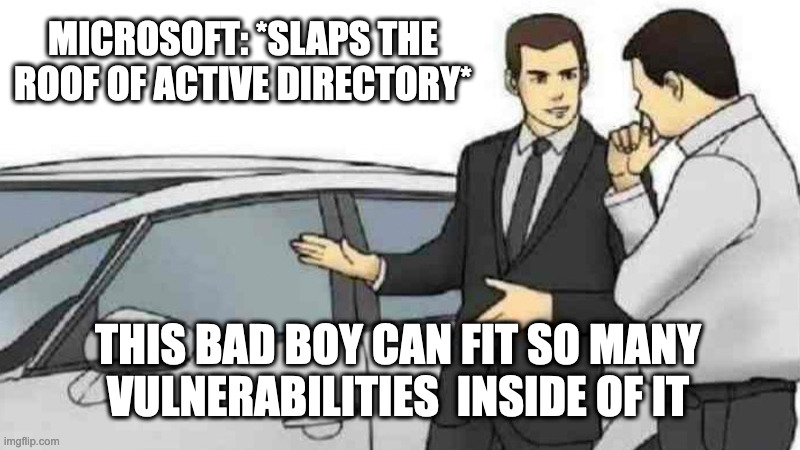 MICROSOFT: *SLAPS THE
ROOF OF ACTIVE DIRECTORY*
THIS BAD BOY CAN FIT SO MANY
VULNERABILITIES  INSIDE OF IT
imgflip.com